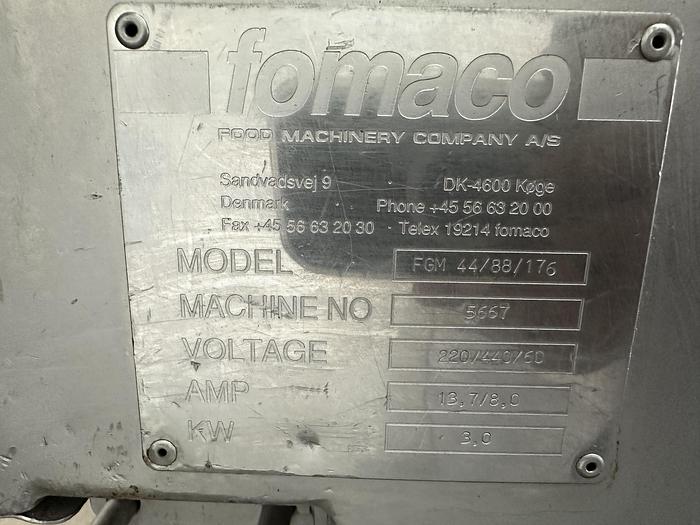 fomaco
FOOD MACHINERY COMPANY A/S
Sandvadsvej 9 DK-4600 Køge
Denmark Phone +45 56 63 20 00
Fax +45 56 63 20 30 Telex 19214 fomaco
MODEL FGM 44/88/176
MACHINE NO 5667
VOLTAGE 220/440/60
AMP 13,7/8,0
KW 3,0